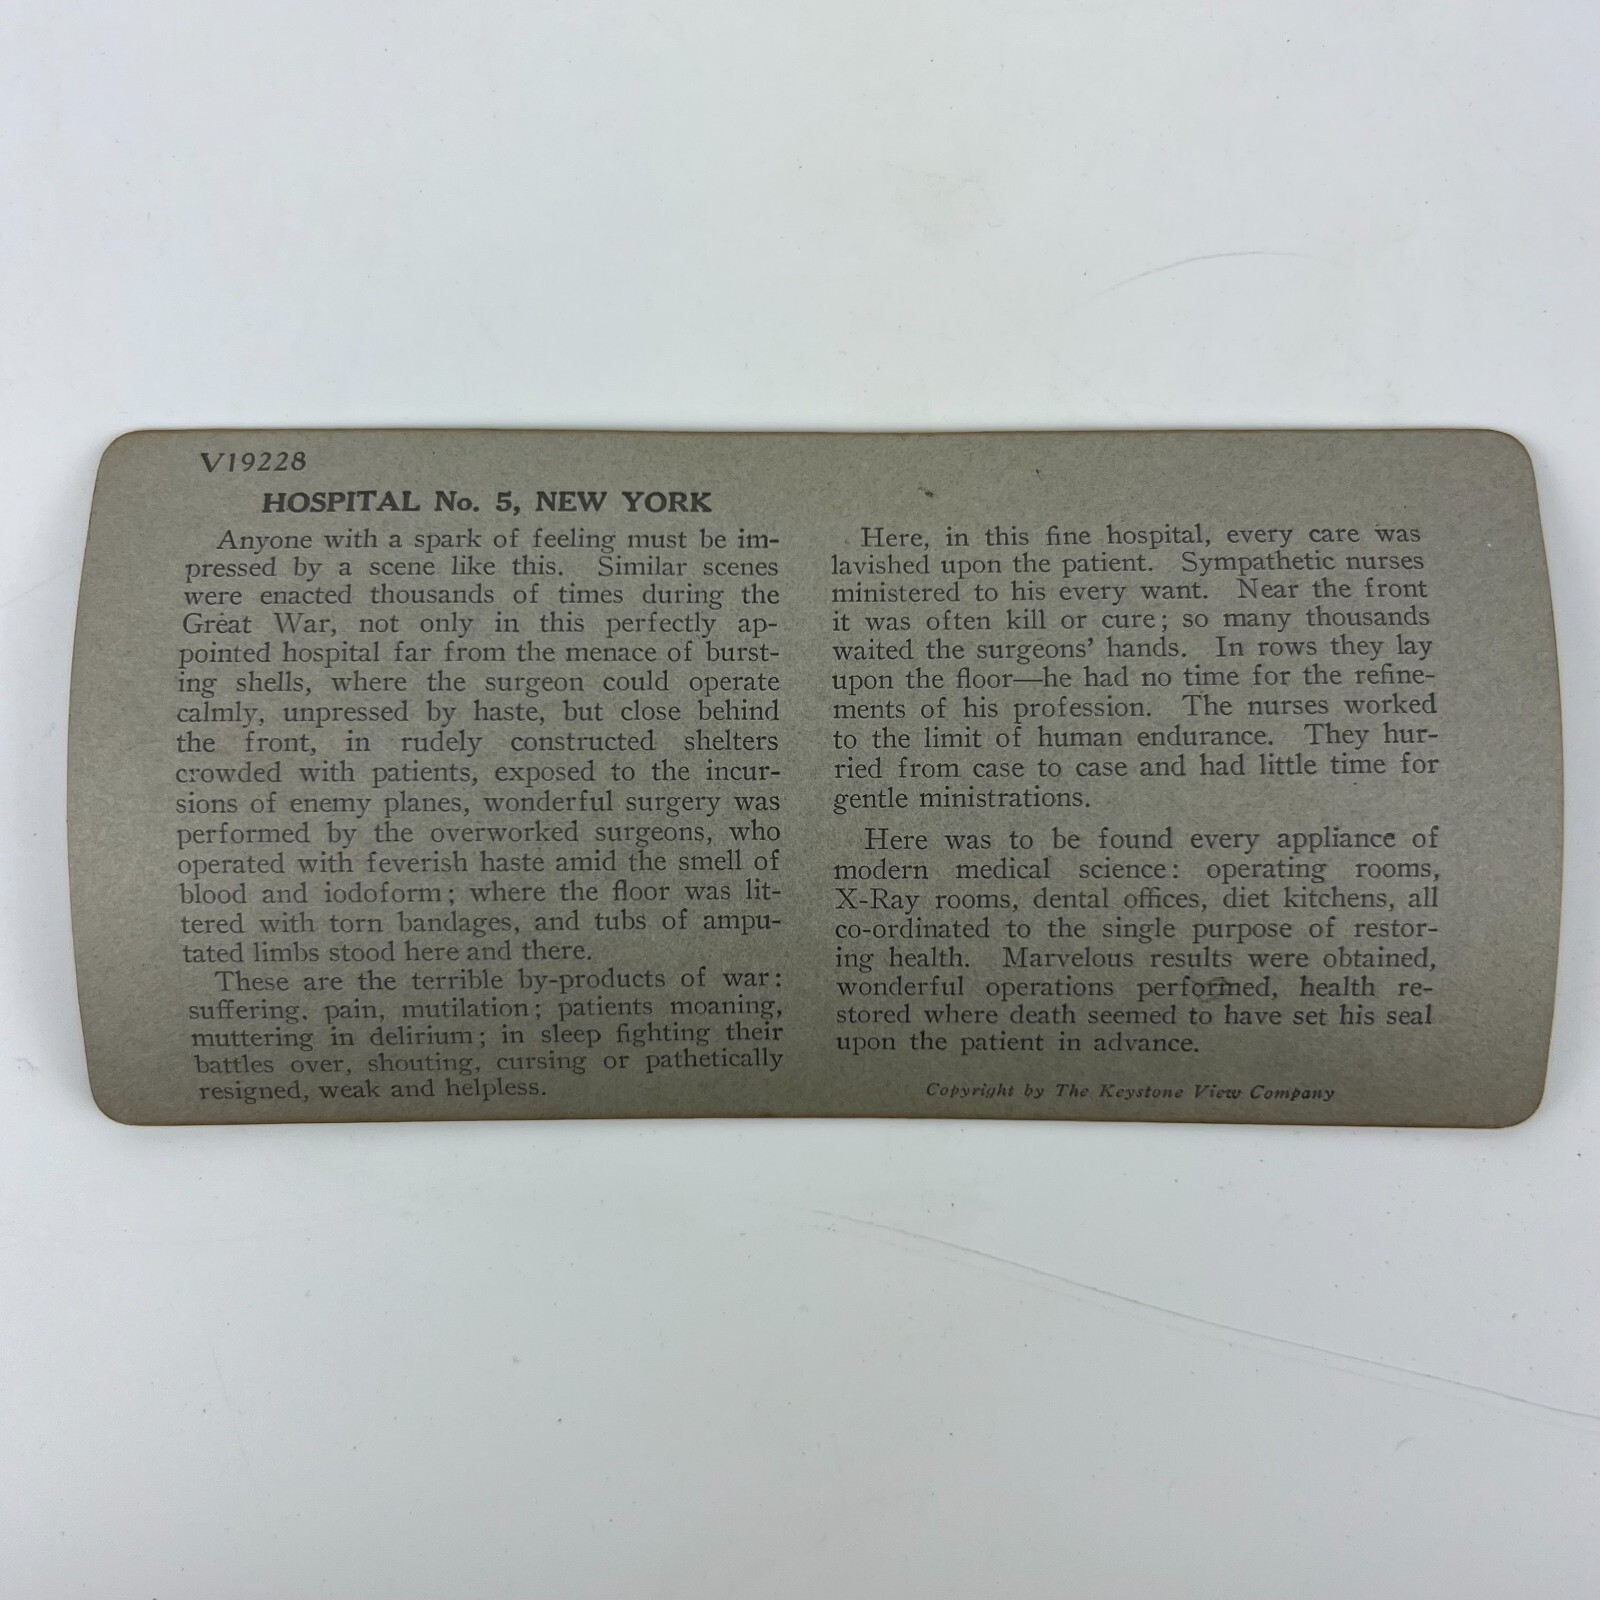 V19228
HOSPITAL No. 5, NEW YORK
Anyone with a spark of feeling must be im-
pressed by a scene like this. Similar scenes
were enacted thousands of times during the
Great War, not only in this perfectly ap-
pointed hospital far from the menace of burst-
ing shells, where the surgeon could operate
calmly, unpressed by haste, but close behind
the front, in rudely constructed shelters
crowded with patients, exposed to the incur-
sions of enemy planes, wonderful surgery was
performed by the overworked surgeons, who
operated with feverish haste amid the smell of
blood and iodoform; where the floor was lit-
tered with torn bandages, and tubs of ampu-
tated limbs stood here and there.
These are the terrible by-products of war:
suffering, pain, mutilation; patients moaning,
muttering in delirium; in sleep fighting their
battles over, shouting, cursing or pathetically
resigned, weak and helpless.
Here, in this fine hospital, every care was
lavished upon the patient. Sympathetic nurses
ministered to his every want. Near the front
it was often kill or cure; so many thousands
waited the surgeons' hands. In rows they lay
upon the floor—he had no time for the refine-
ments of his profession. The nurses worked
to the limit of human endurance. They hur-
ried from case to case and had little time for
gentle ministrations.
Here was to be found every appliance of
modern medical science: operating rooms,
X-Ray rooms, dental offices, diet kitchens, all
co-ordinated to the single purpose of restor-
ing health. Marvelous results were obtained,
wonderful operations performed, health re-
stored where death seemed to have set his seal
upon the patient in advance.
Copyright by The Keystone View Company